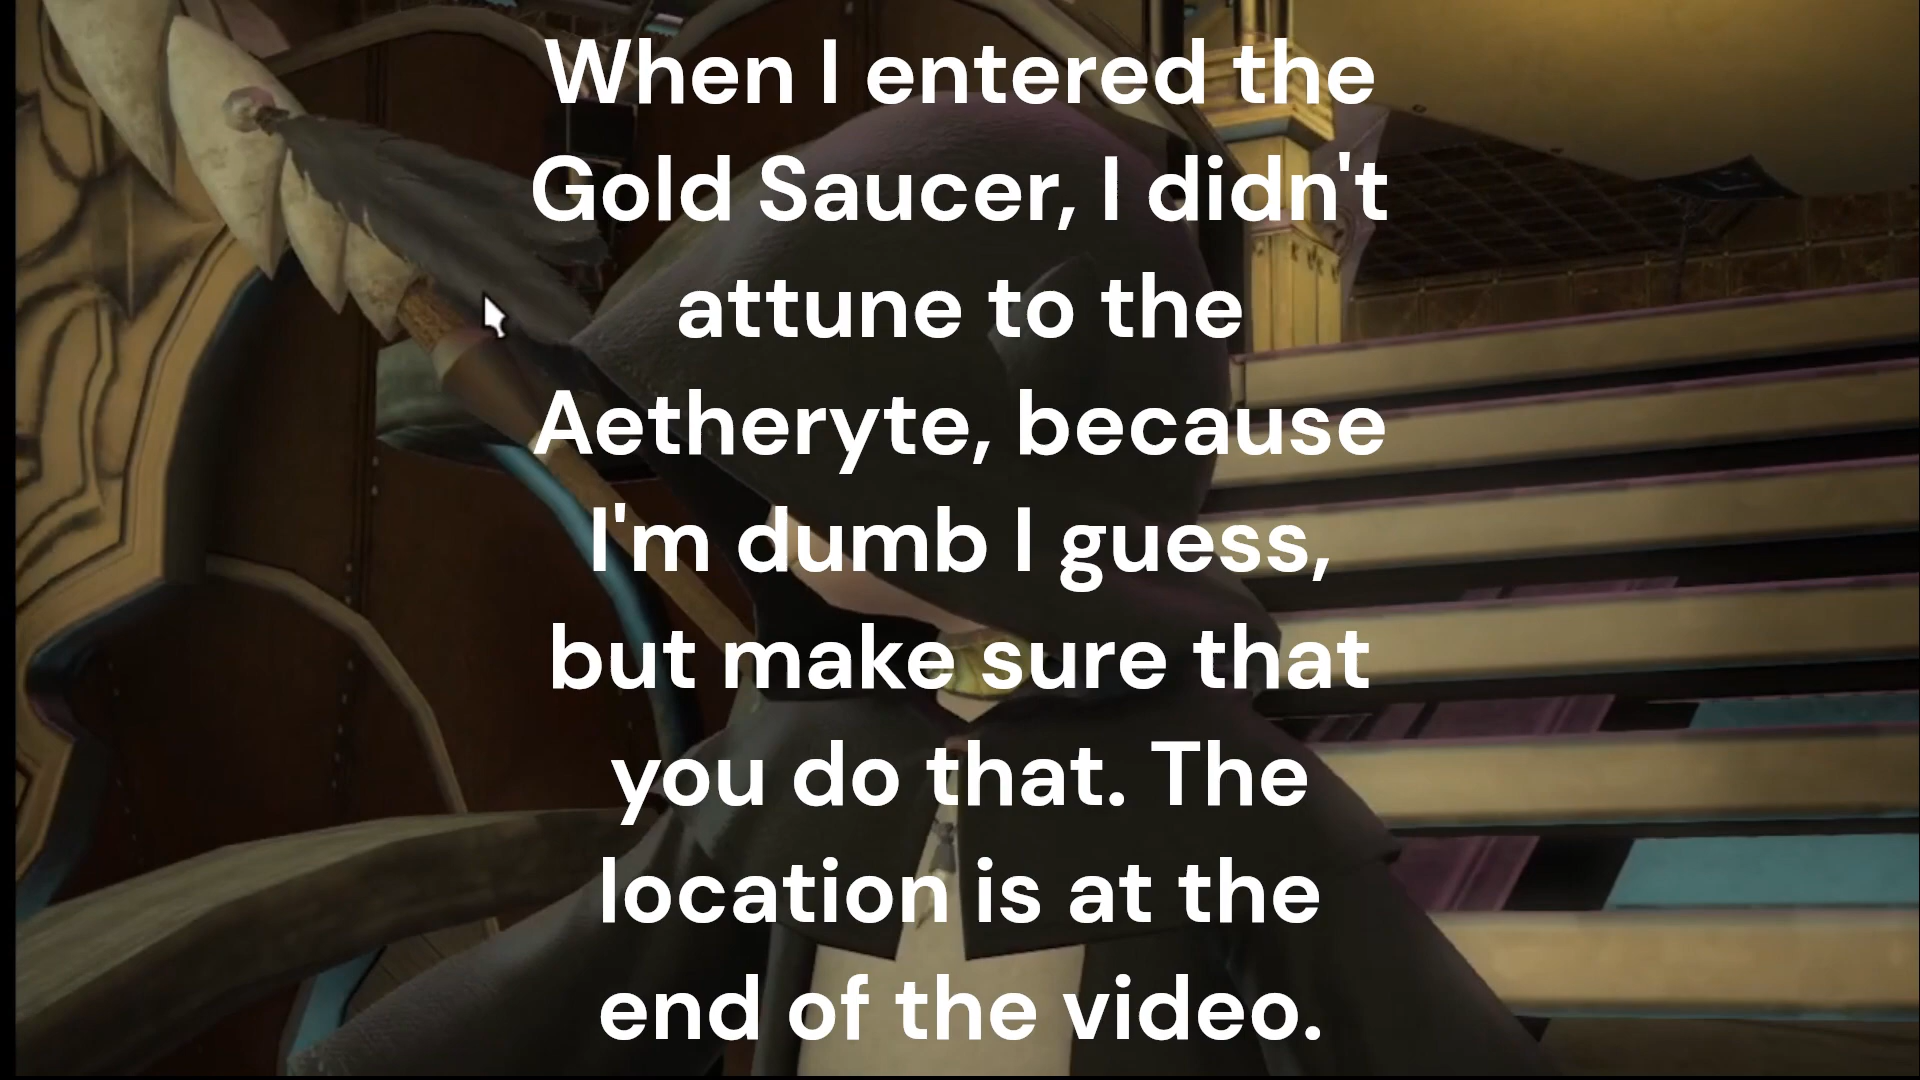 When I entered the
Gold Saucer, I didn't
attune to the
Aetheryte, because
I'm dumb I guess,
but make sure that
you do that. The
location is at the
end of the video.